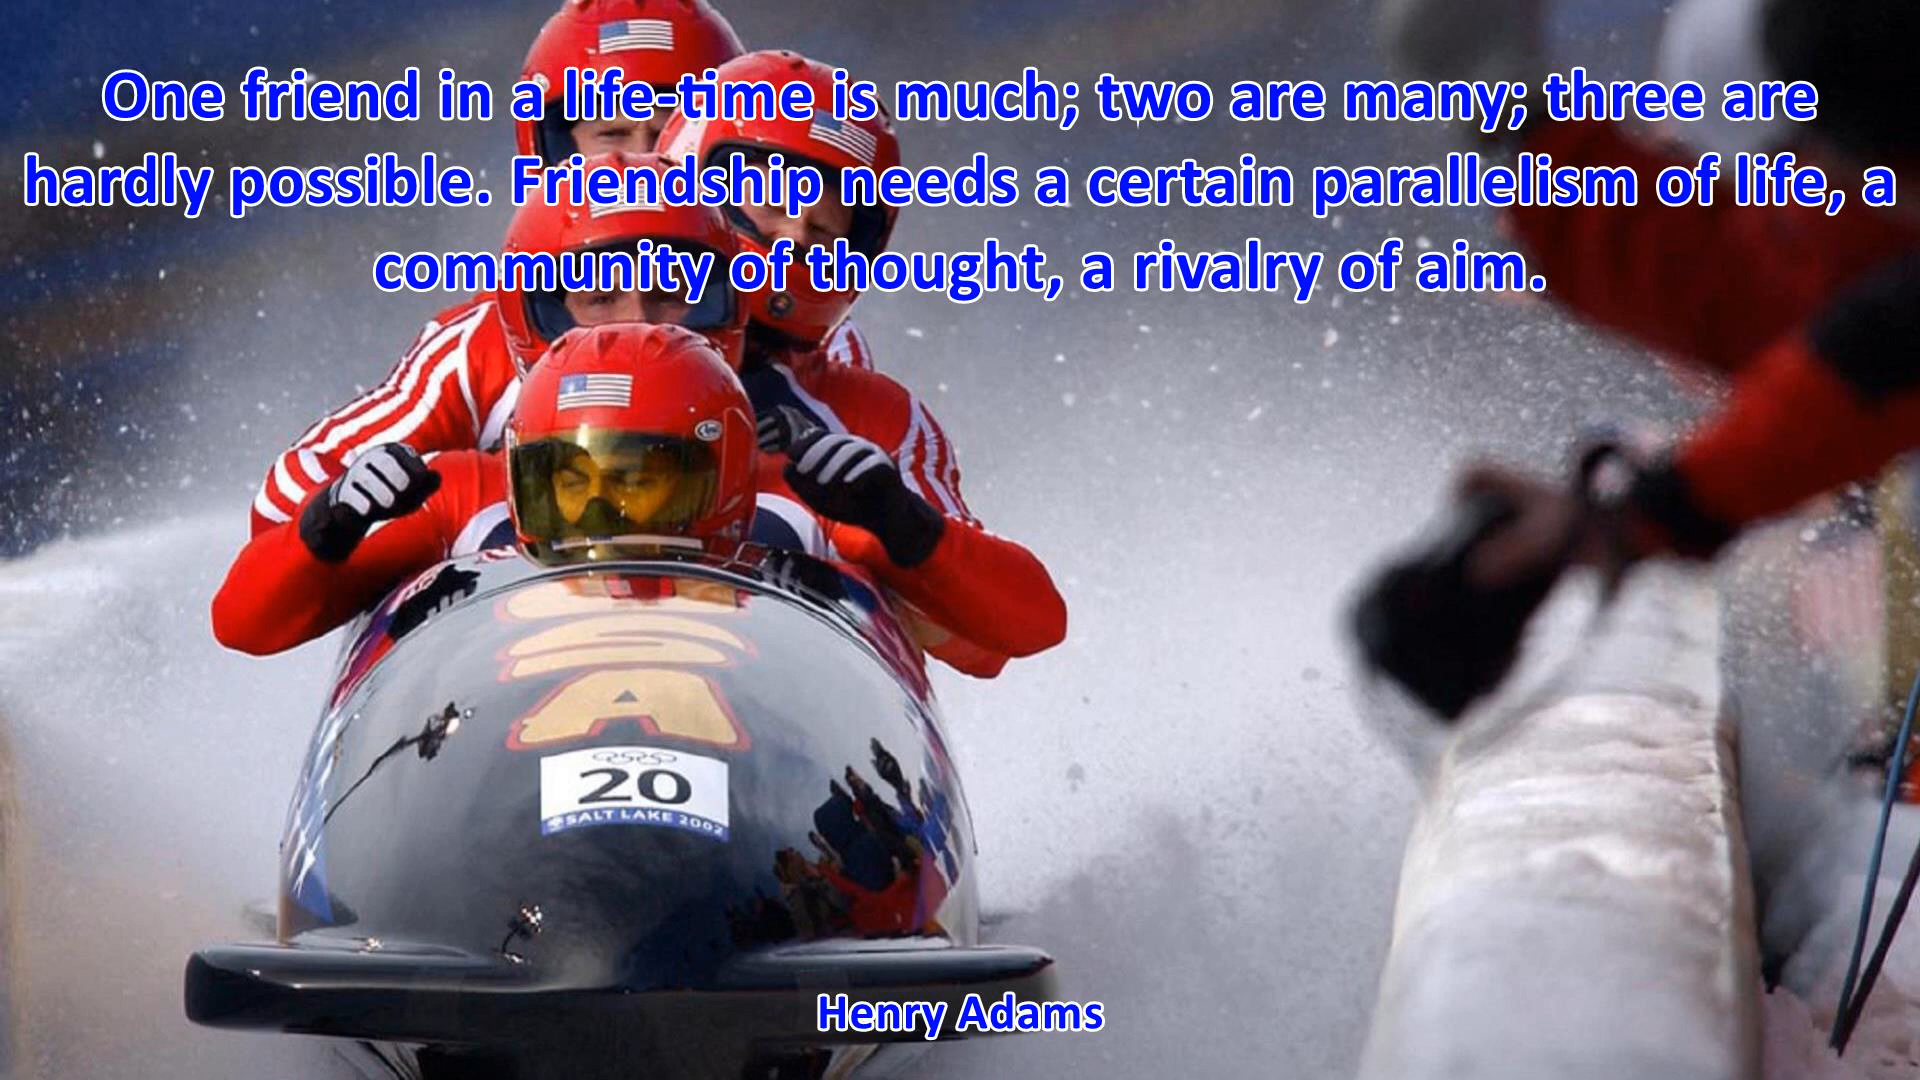 One friend in a life-time is much; two are many; three are
hardly possible. Friendship needs a certain parallelism of life, a
community of thought, a rivalry of aim.
USA
20
SALT LAKE 2002
Henry Adams